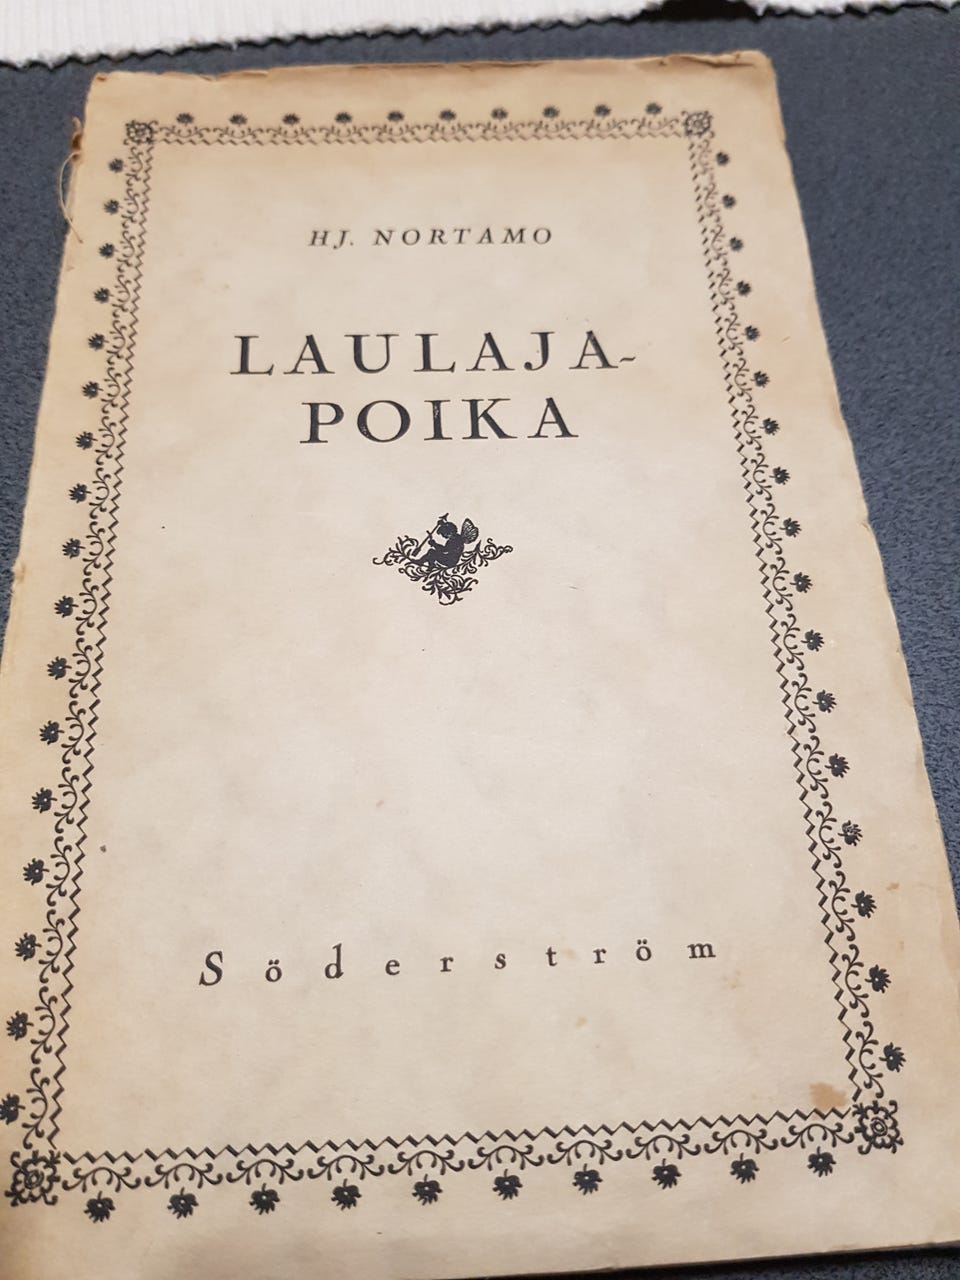 HJ. NORTAMO
LAULAJA-
POIKA
Söderström